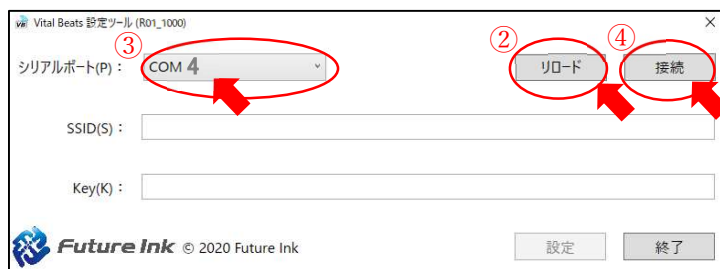 VB Vital Beats 設定ツール (R01_1000) ×
③ ② ④
シリアルポート(P)： COM 4 リロード 接続
SSID(S)：
Key(K)：
Future Ink © 2020 Future Ink 設定 終了